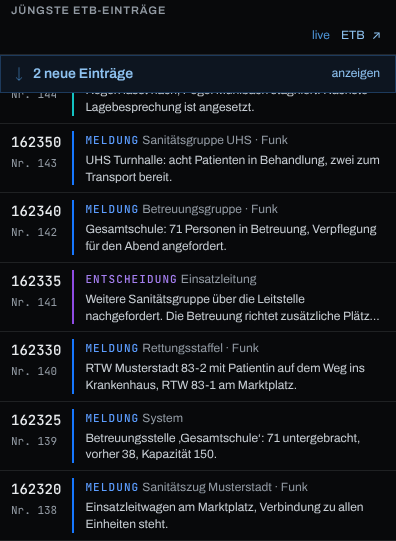 JÜNGSTE ETB-EINTRÄGE
live ETB ↗
↓ 2 neue Einträge anzeigen
Nr. 144
Lagebesprechung ist angesetzt.
162350 MELDUNG Sanitätsgruppe UHS · Funk
Nr. 143 UHS Turnhalle: acht Patienten in Behandlung, zwei zum
Transport bereit.
162340 MELDUNG Betreuungsgruppe · Funk
Nr. 142 Gesamtschule: 71 Personen in Betreuung, Verpflegung
für den Abend angefordert.
162335 ENTSCHEIDUNG Einsatzleitung
Nr. 141 Weitere Sanitätsgruppe über die Leitstelle
nachgefordert. Die Betreuung richtet zusätzliche Plätz...
162330 MELDUNG Rettungsstaffel · Funk
Nr. 140 RTW Musterstadt 83-2 mit Patientin auf dem Weg ins
Krankenhaus, RTW 83-1 am Marktplatz.
162325 MELDUNG System
Nr. 139 Betreuungsstelle ‚Gesamtschule‘: 71 untergebracht,
vorher 38, Kapazität 150.
162320 MELDUNG Sanitätszug Musterstadt · Funk
Nr. 138 Einsatzleitwagen am Marktplatz, Verbindung zu allen
Einheiten steht.